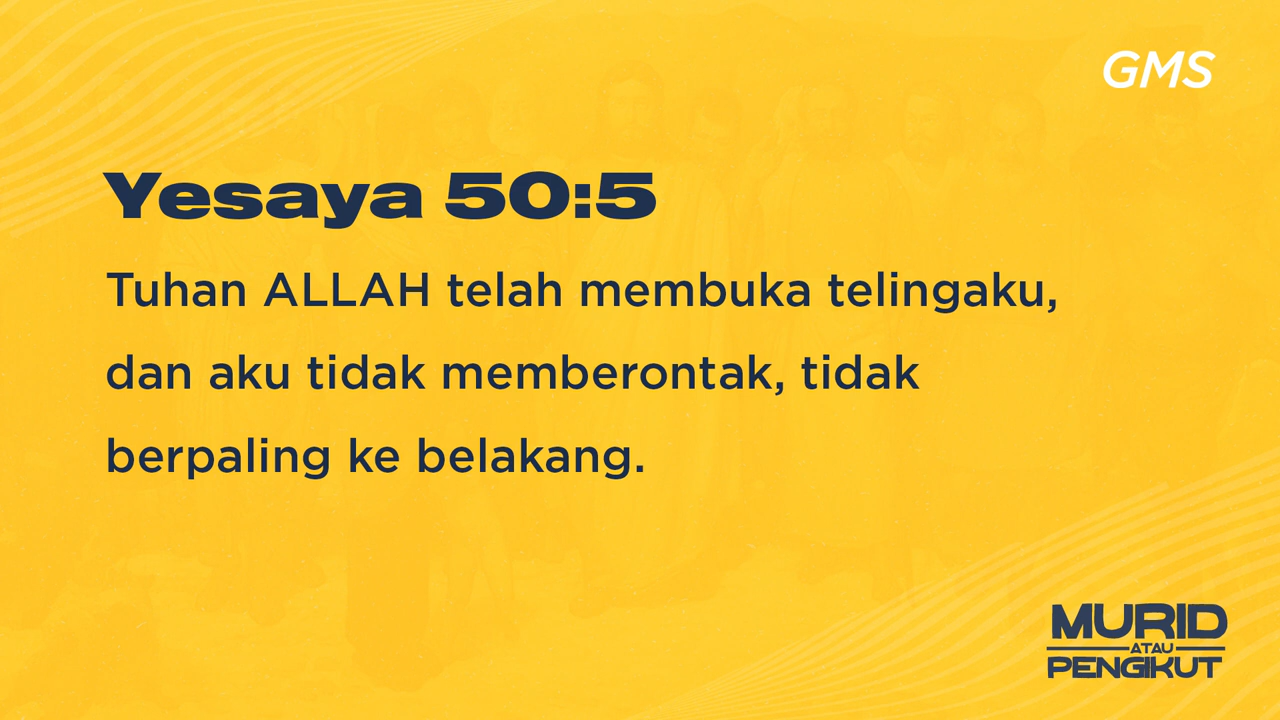 GMS
Yesaya 50:5
Tuhan ALLAH telah membuka telingaku,
dan aku tidak memberontak, tidak
berpaling ke belakang.
MURID
ATAU
PENGIKUT